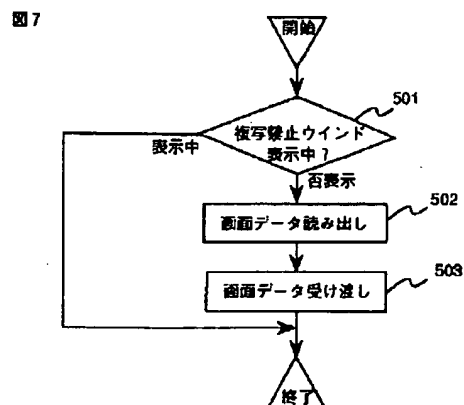 図7
開始
501
複写禁止ウインド
表示中?
表示中
否表示
502
画面データ読み出し
503
画面データ受け渡し
終了